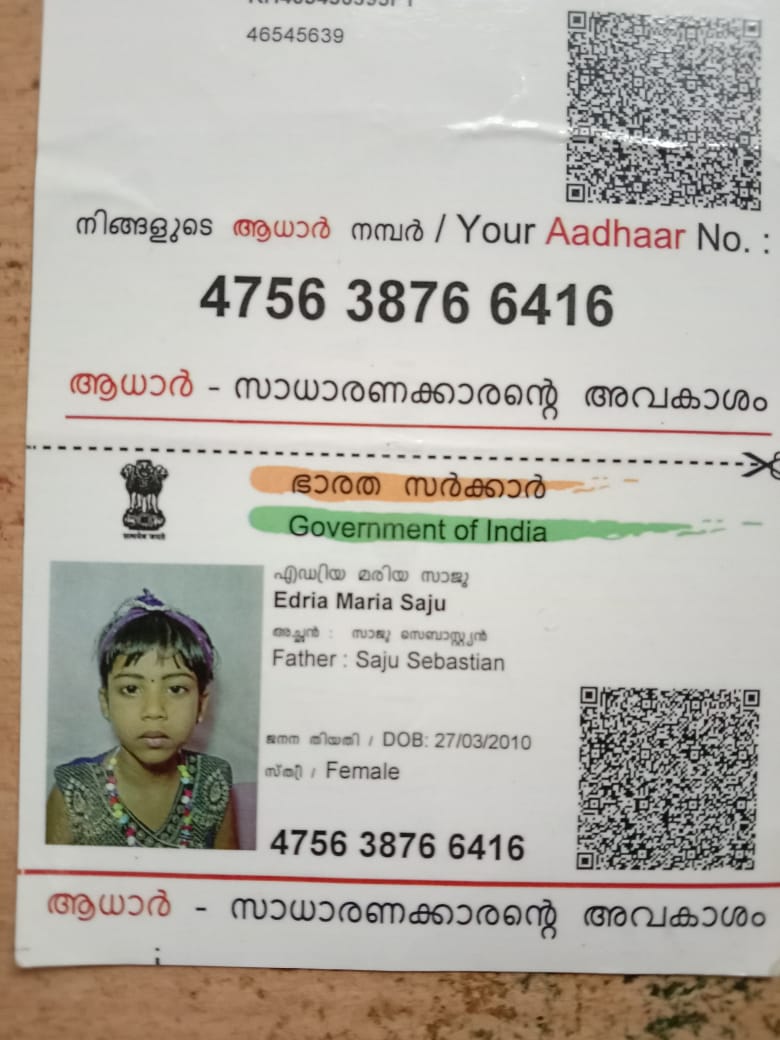 46545639
നിങ്ങളുടെ ആധാർ നമ്പർ / Your Aadhaar No. :
4756 3876 6416
ആധാർ - സാധാരണക്കാരന്റെ അവകാശം
ഭാരത സർക്കാർ
Government of India
എഡ്രിയ മരിയ സാജു
Edria Maria Saju
അച്ഛൻ : സാജു സെബാസ്റ്റ്യൻ
Father : Saju Sebastian
ജനന തിയതി / DOB: 27/03/2010
സ്ത്രീ / Female
4756 3876 6416
ആധാർ - സാധാരണക്കാരന്റെ അവകാശം